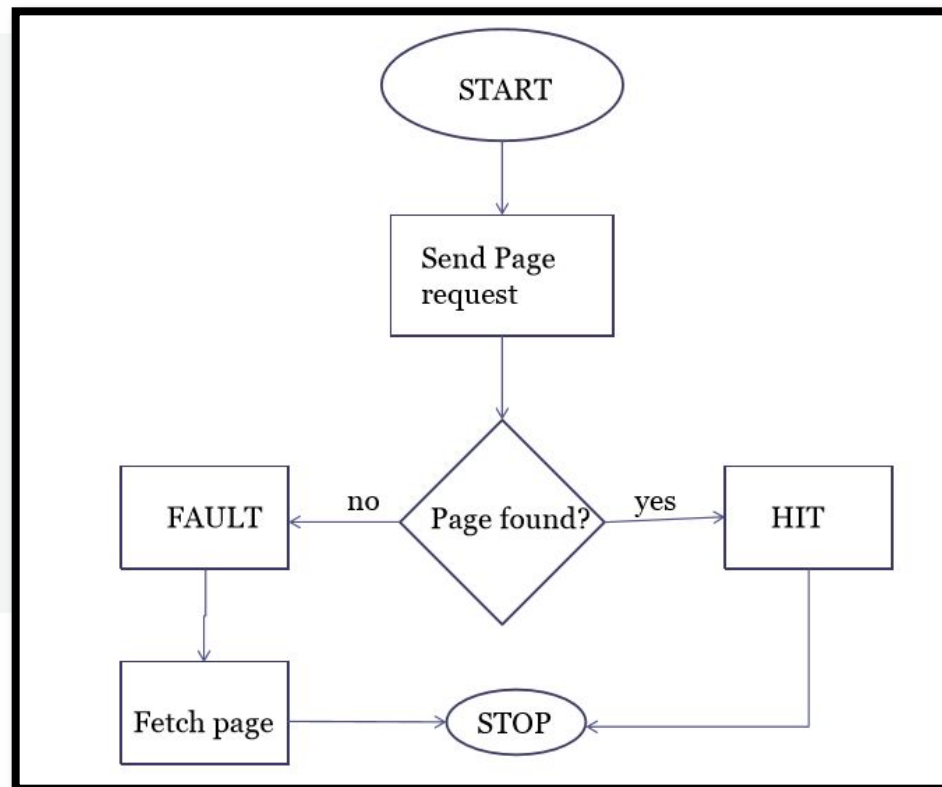 START
Send Page
request
no
yes
FAULT
Page found?
HIT
Fetch page
STOP